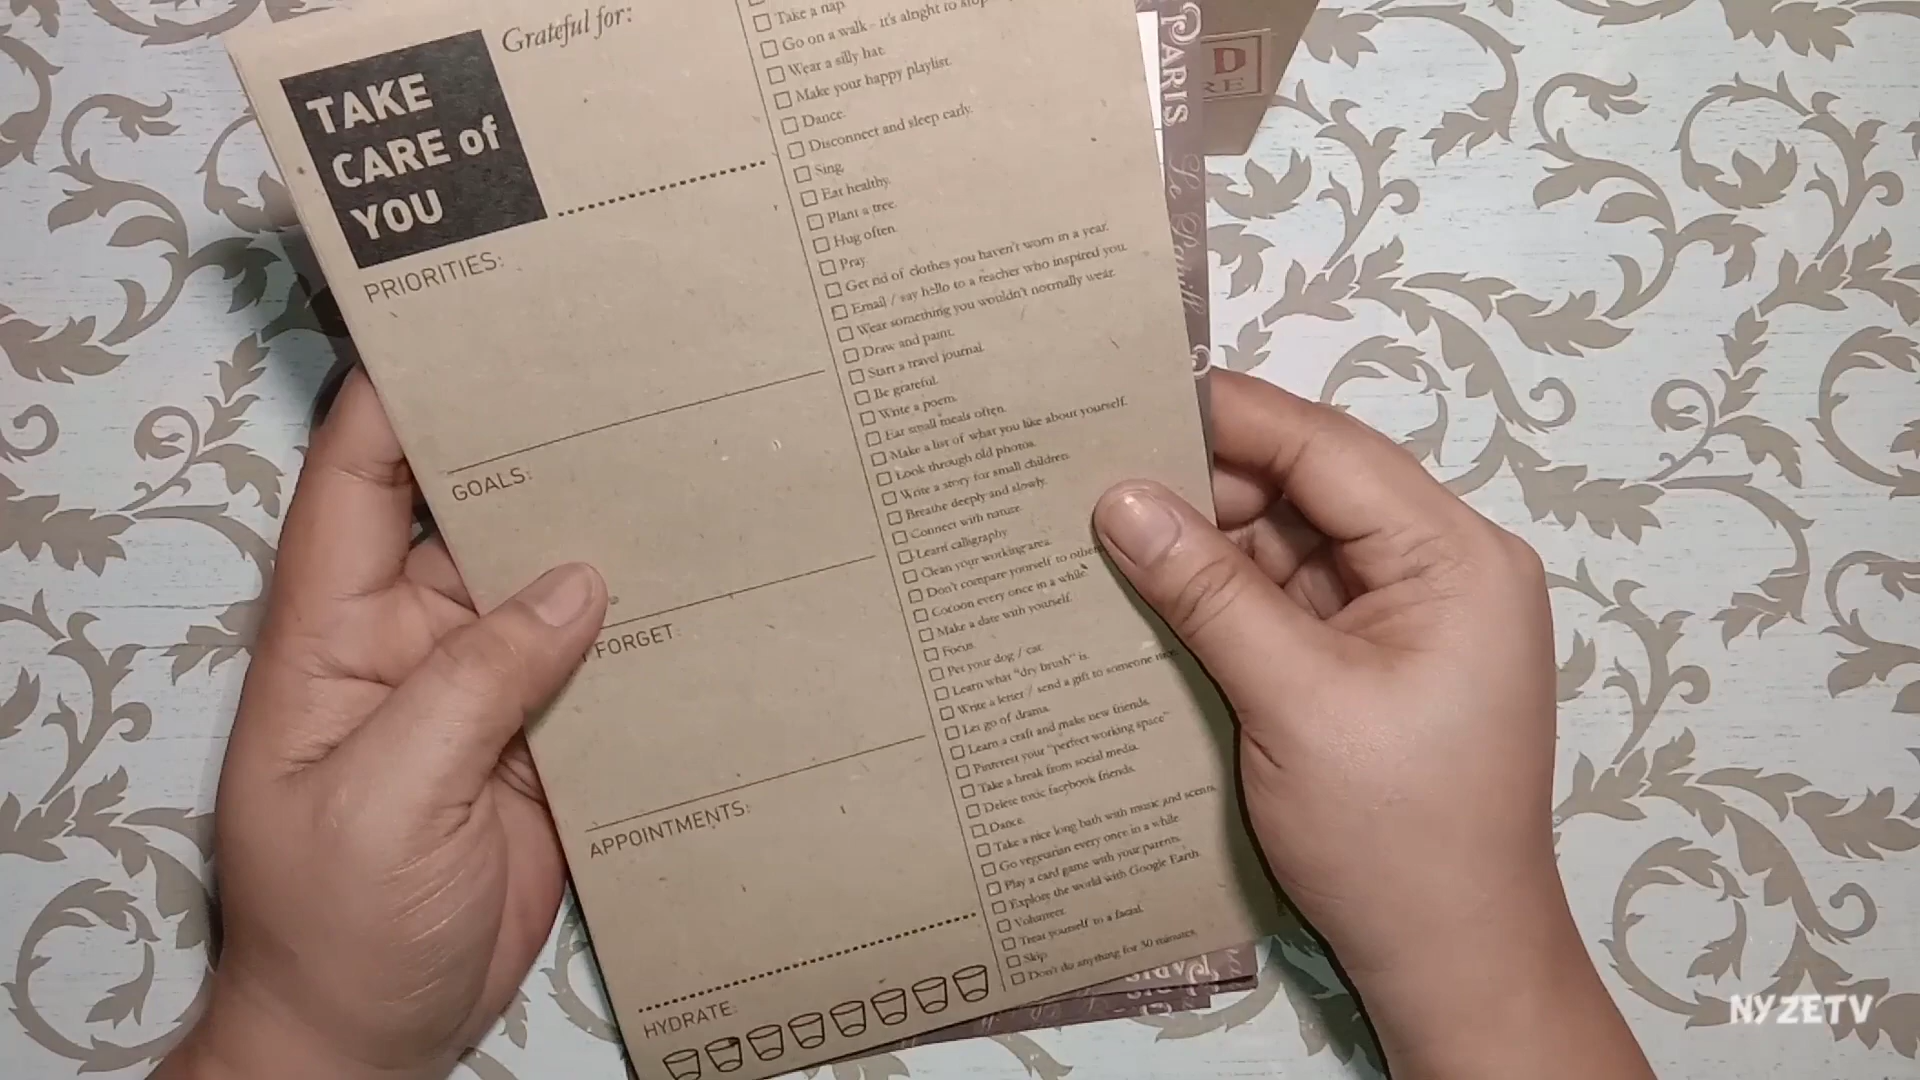 TAKE
CARE of
YOU
Grateful for:
PRIORITIES:
GOALS:
FORGET:
APPOINTMENTS:
HYDRATE:
Take a nap
Go on a walk - it's alright to
Wear a silly hat.
Make your happy playlist.
Dance.
Disconnect and sleep early.
Sing.
Eat healthy.
Plant a tree.
Hug often.
Pray.
Get rid of clothes you haven't worn in a year.
Email / say hello to a teacher who inspired you.
Wear something you wouldn't normally wear.
Draw and paint.
Start a travel journal.
Be grateful.
Write a poem.
Eat small meals often.
Make a list of what you like about yourself.
Look through old photos.
Write a story for small children.
Breathe deeply and slowly.
Connect with nature.
Learn calligraphy.
Clean your working area.
Don't compare yourself to others
Cocoon every once in a while.
Make a date with yourself.
Focus.
Pet your dog / cat.
Learn what "dry brush" is.
Write a letter / send a gift to someone
Let go of drama.
Learn a craft and make new friends.
Pinterest your "perfect working space"
Take a break from social media.
Delete toxic facebook friends.
Dance.
Take a nice long bath with music and scents.
Go vegetarian every once in a while
Play a card game with your parents.
Explore the world with Google Earth.
Volunteer.
Treat yourself to a facial.
Skip
Don't do anything for 30 minutes.
PARIS
D
RE
PARIS
NYZETV